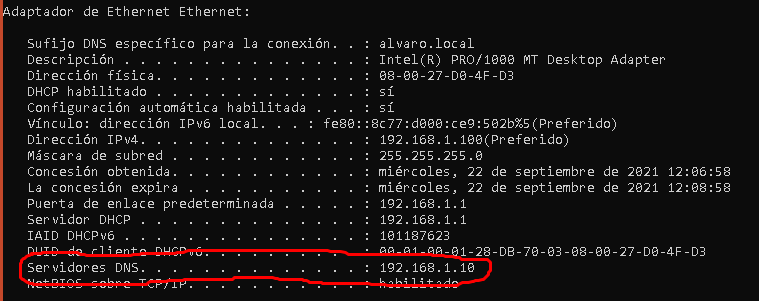 Adaptador de Ethernet Ethernet:
Sufijo DNS específico para la conexión. . : alvaro.local
Descripción . . . . . . . . . . . . . . . : Intel(R) PRO/1000 MT Desktop Adapter
Dirección física. . . . . . . . . . . . . : 08-00-27-D0-4F-D3
DHCP habilitado . . . . . . . . . . . . . : sí
Configuración automática habilitada . . . : sí
Vínculo: dirección IPv6 local. . . : fe80::8c77:d000:ce9:502b%5(Preferido)
Dirección IPv4. . . . . . . . . . . . . . : 192.168.1.100(Preferido)
Máscara de subred . . . . . . . . . . . . : 255.255.255.0
Concesión obtenida. . . . . . . . . . . . : miércoles, 22 de septiembre de 2021 12:06:58
La concesión expira . . . . . . . . . . . : miércoles, 22 de septiembre de 2021 12:08:58
Puerta de enlace predeterminada . . . . . : 192.168.1.1
Servidor DHCP . . . . . . . . . . . . . . : 192.168.1.1
IAID DHCPv6 . . . . . . . . . . . . . . . : 101187623
DUID de cliente DHCPv6. . . . . . . . . . : 00-01-00-01-28-DB-70-03-08-00-27-D0-4F-D3
Servidores DNS. . . . . . . . . . . . . . : 192.168.1.10
NetBIOS sobre TCP/IP. . . . . . . . . . . : habilitado